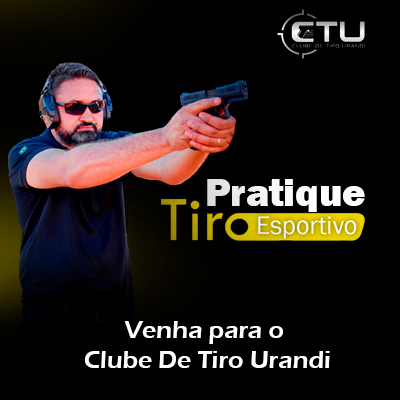 CTU
CLUBE DE TIRO URANDI
Pratique
Tiro Esportivo
Venha para o
Clube De Tiro Urandi